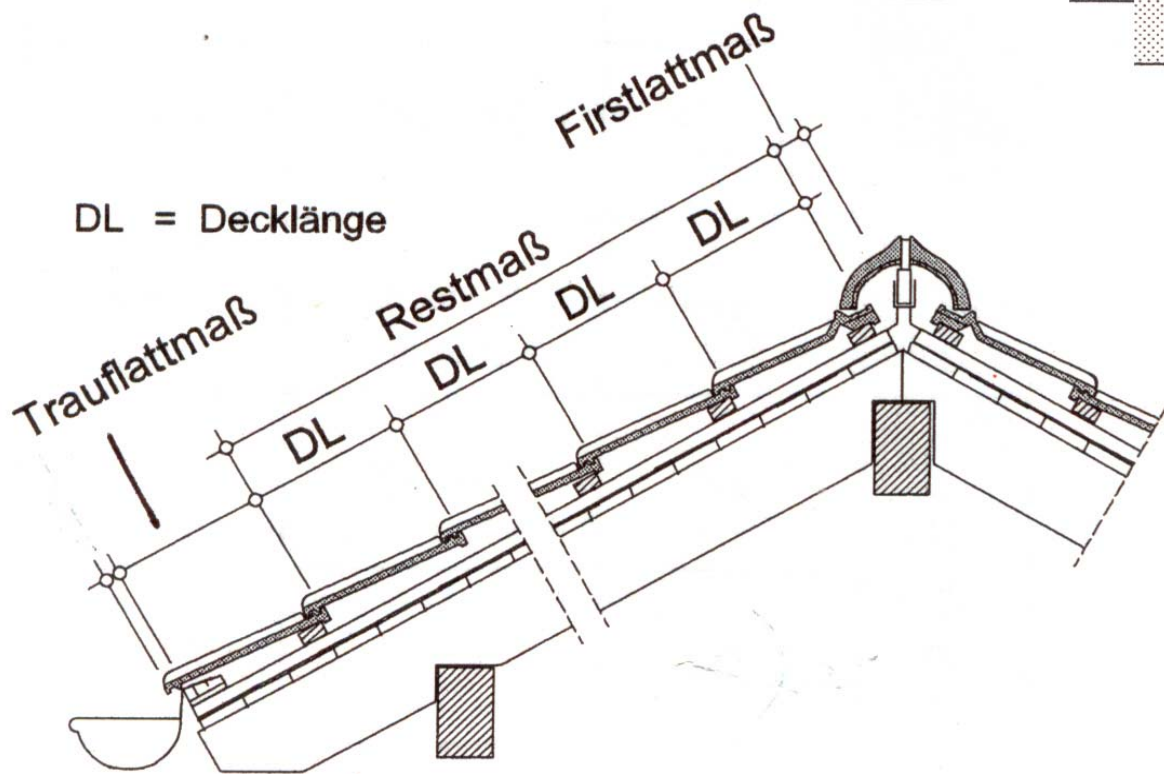 Firstlattmaß
DL = Decklänge
Trauflattmaß
Restmaß
DL
DL
DL
DL